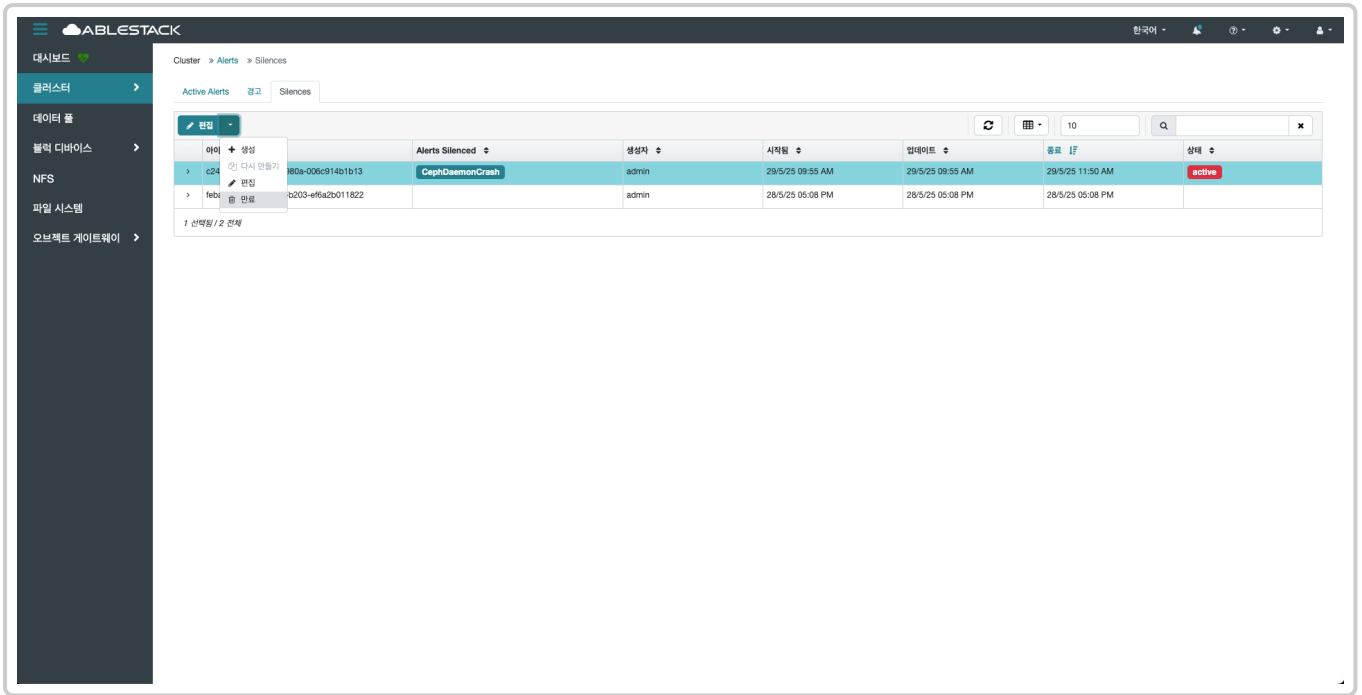 ABLESTACK 한국어
대시보드
클러스터
데이터 풀
블럭 디바이스
NFS
파일 시스템
오브젝트 게이트웨이
Cluster » Alerts » Silences
Active Alerts 경고 Silences
편집 10
생성
다시 만들기
편집
만료
Alerts Silenced 생성자 시작됨 업데이트 종료 상태
c24 980a-006c914b1b13 CephDaemonCrash admin 29/5/25 09:55 AM 29/5/25 09:55 AM 29/5/25 11:50 AM active
feba -b203-ef6a2b011822 admin 28/5/25 05:08 PM 28/5/25 05:08 PM 28/5/25 05:08 PM
1 선택됨 / 2 전체